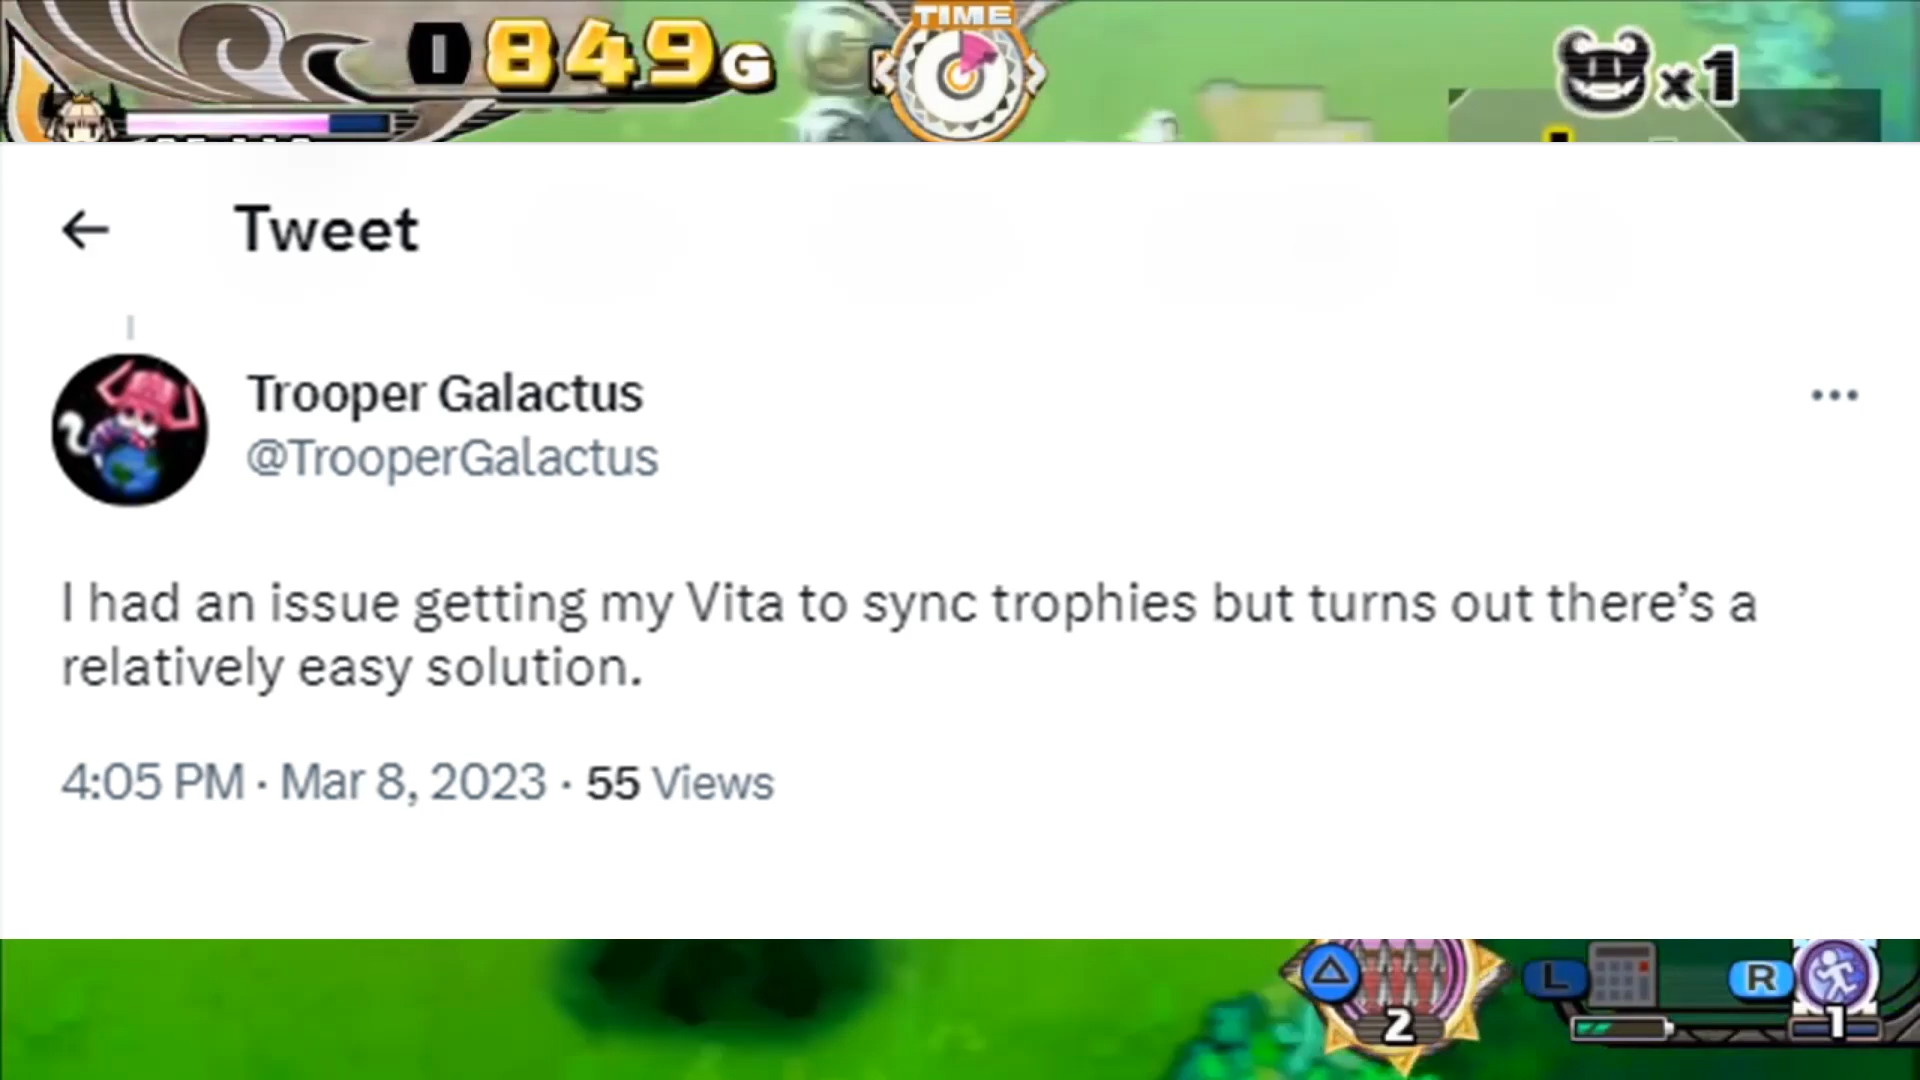 TIME
849G
x1
Tweet
Trooper Galactus
@TrooperGalactus
I had an issue getting my Vita to sync trophies but turns out there's a
relatively easy solution.
4:05 PM · Mar 8, 2023 · 55 Views
L
R
2
1